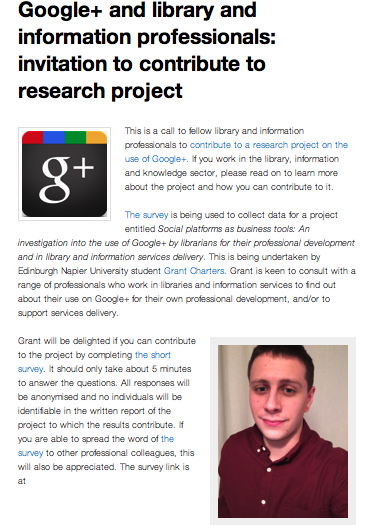 Google+ and library and
information professionals:
invitation to contribute to
research project
g+
This is a call to fellow library and information
professionals to contribute to a research project on the
use of Google+. If you work in the library, information
and knowledge sector, please read on to learn more
about the project and how you can contribute to it.
The survey is being used to collect data for a project
entitled Social platforms as business tools: An
investigation into the use of Google+ by librarians for their professional development
and in library and information services delivery. This is being undertaken by
Edinburgh Napier University student Grant Charters. Grant is keen to consult with a
range of professionals who work in libraries and information services to find out
about their use on Google+ for their own professional development, and/or to
support services delivery.
Grant will be delighted if you can contribute
to the project by completing the short
survey. It should only take about 5 minutes
to answer the questions. All responses will
be anonymised and no individuals will be
identifiable in the written report of the
project to which the results contribute. If
you are able to spread the word of the
survey to other professional colleagues, this
will also be appreciated. The survey link is
at